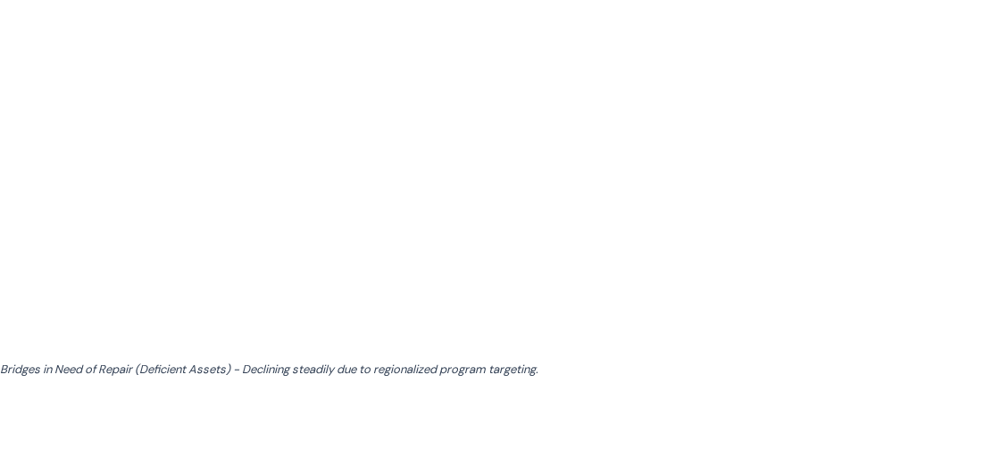 Bridges in Need of Repair (Deficient Assets) - Declining steadily due to regionalized program targeting.